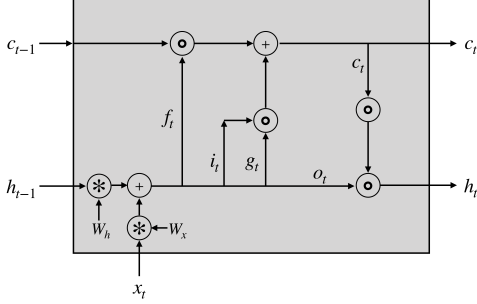 c_{t-1} + c_t
c_t
f_t
i_t g_t
o_t
h_{t-1} * + h_t
W_h * W_x
x_t